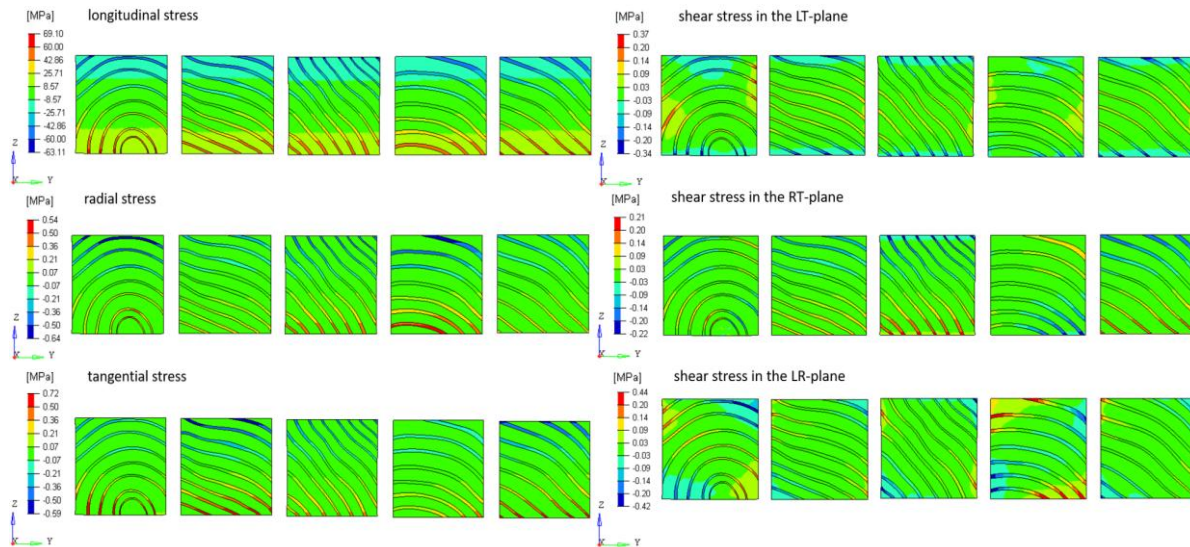 longitudinal stress
[MPa]
69.10
60.00
42.86
25.71
8.57
-8.57
-25.71
-42.86
-60.00
-63.11
Z
X
Y
radial stress
[MPa]
0.54
0.50
0.36
0.21
0.07
-0.07
-0.21
-0.36
-0.50
-0.64
Z
X
Y
tangential stress
[MPa]
0.72
0.50
0.36
0.21
0.07
-0.07
-0.21
-0.36
-0.50
-0.59
Z
X
Y
shear stress in the LT-plane
[MPa]
0.37
0.20
0.14
0.09
0.03
-0.03
-0.09
-0.14
-0.20
-0.34
Z
X
Y
shear stress in the RT-plane
[MPa]
0.21
0.20
0.14
0.09
0.03
-0.03
-0.09
-0.14
-0.20
-0.22
Z
X
Y
shear stress in the LR-plane
[MPa]
0.44
0.20
0.14
0.09
0.03
-0.03
-0.09
-0.14
-0.20
-0.42
Z
X
Y